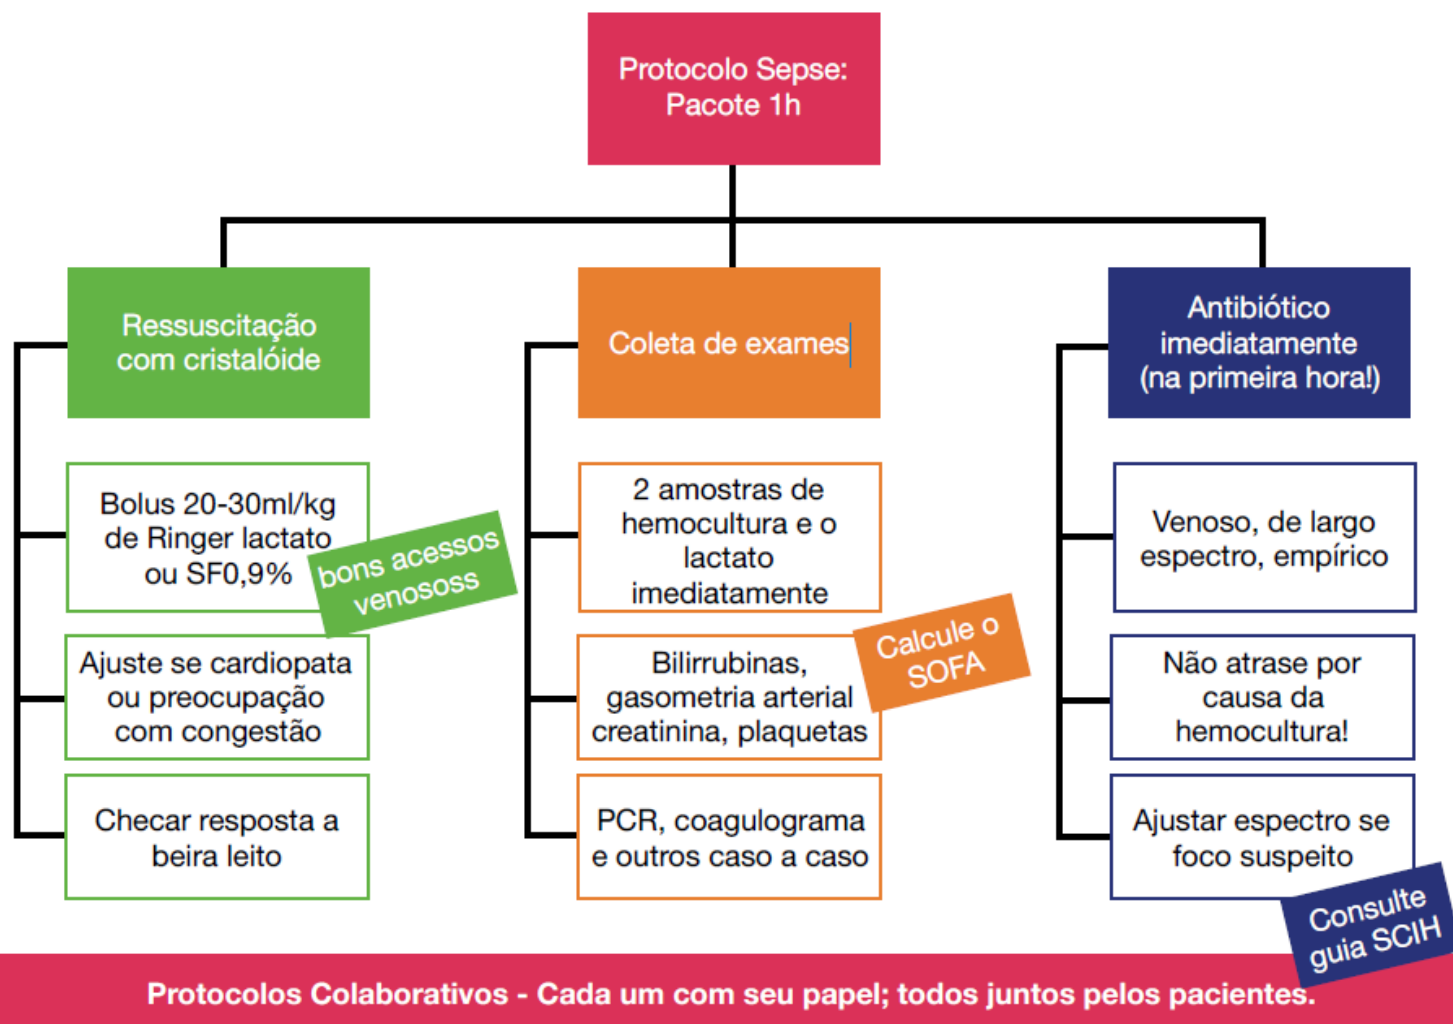 Protocolo Sepse:
Pacote 1h
Ressuscitação
com cristalóide
Bolus 20-30ml/kg
de Ringer lactato
ou SF0,9%
bons acessos
venososs
Ajuste se cardiopata
ou preocupação
com congestão
Checar resposta a
beira leito
Coleta de exames
2 amostras de
hemocultura e o
lactato
imediatamente
Bilirrubinas,
gasometria arterial
creatinina, plaquetas
Calcule o
SOFA
PCR, coagulograma
e outros caso a caso
Antibiótico
imediatamente
(na primeira hora!)
Venoso, de largo
espectro, empírico
Não atrase por
causa da
hemocultura!
Ajustar espectro se
foco suspeito
Consulte
guia SCIH
Protocolos Colaborativos - Cada um com seu papel; todos juntos pelos pacientes.